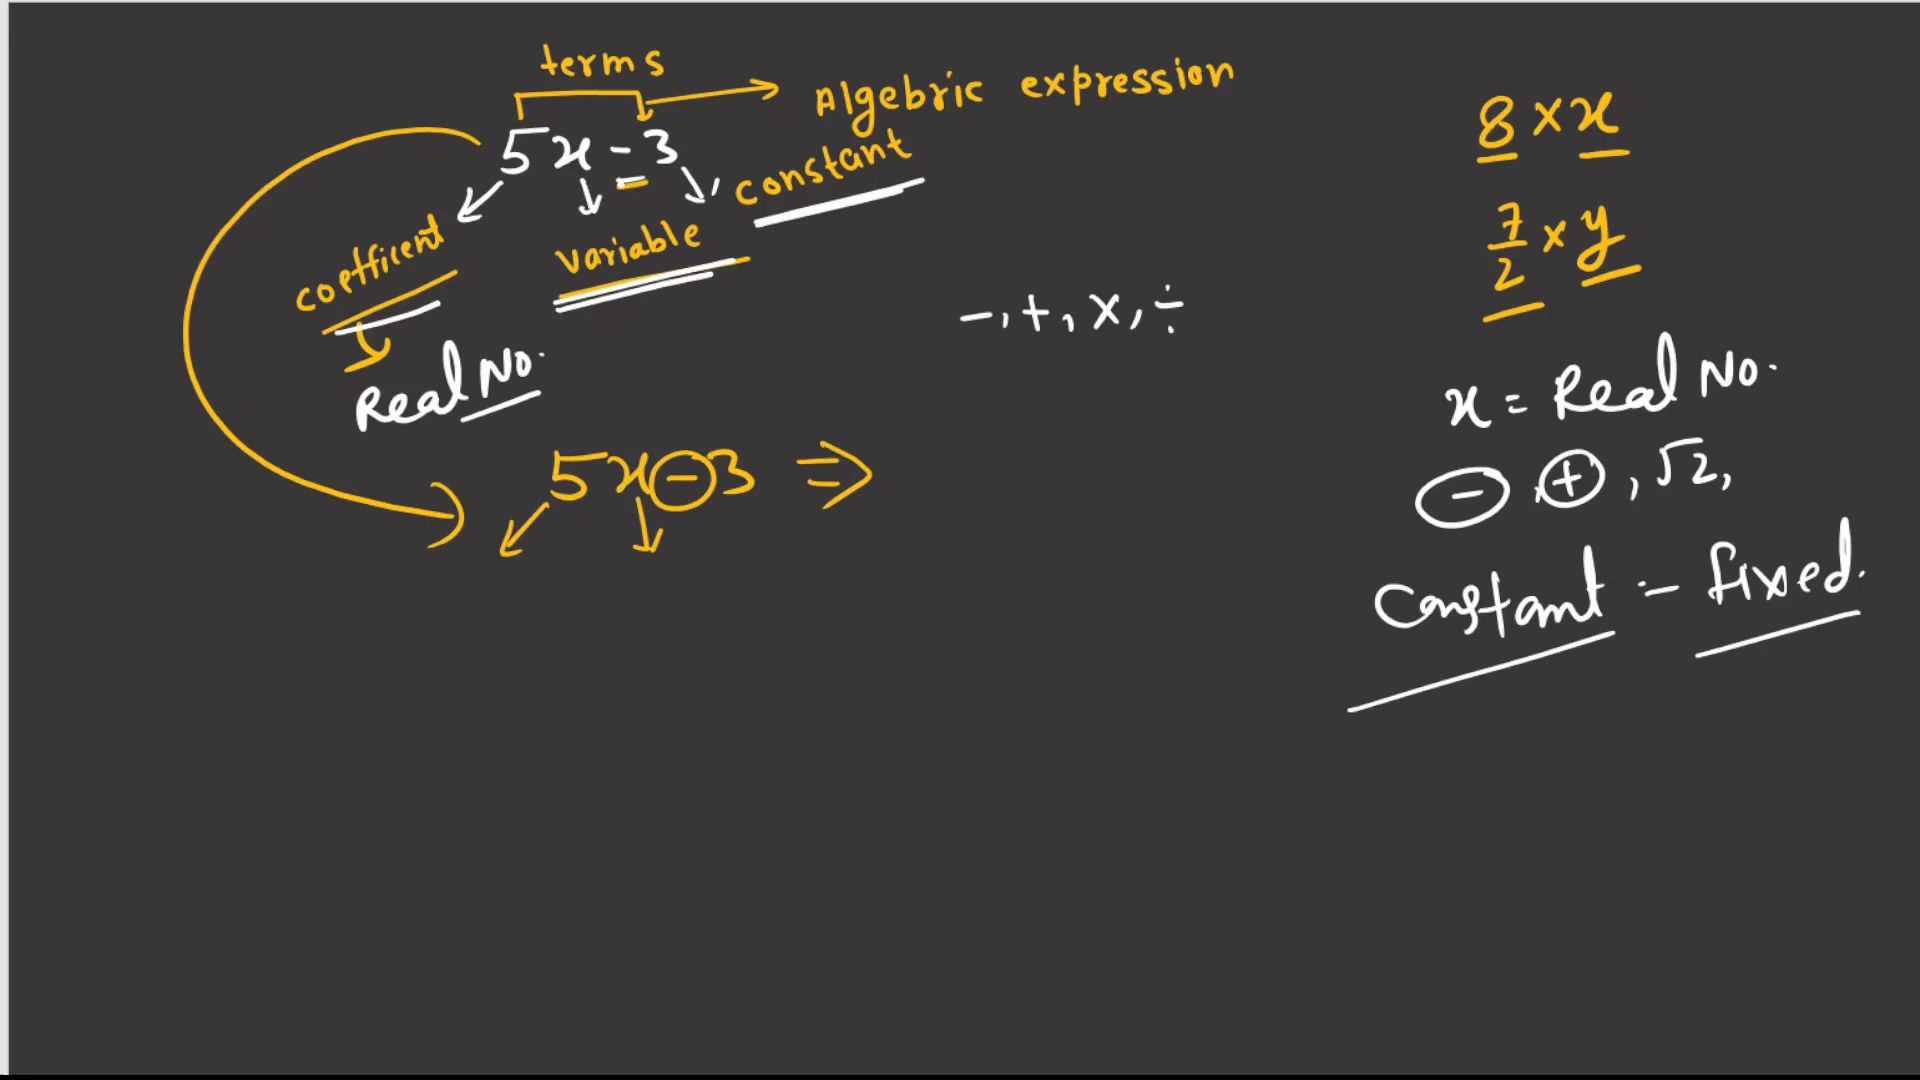 terms
Algebric expression
5x - 3
constant
coefficent
variable
Real No.
-, +, ×, ÷
5x - 3 ⇒
8 × x
7/2 × y
x = Real No.
- , + , √2,
Constant :- fixed.